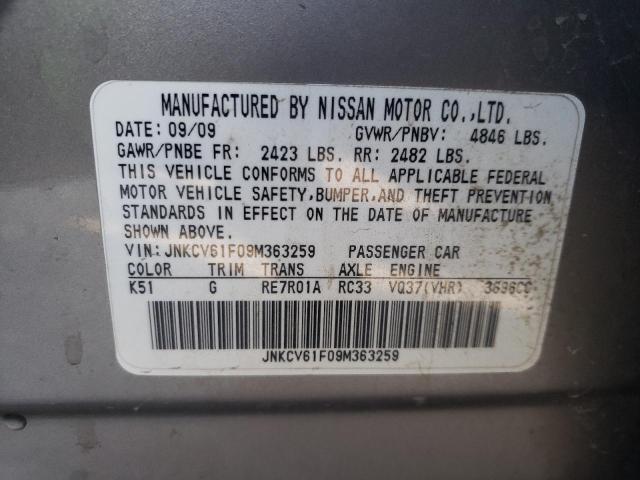 MANUFACTURED BY NISSAN MOTOR CO.,LTD.
DATE: 09/09 GVWR/PNBV: 4846 LBS.
GAWR/PNBE FR: 2423 LBS. RR: 2482 LBS.
THIS VEHICLE CONFORMS TO ALL APPLICABLE FEDERAL
MOTOR VEHICLE SAFETY,BUMPER,AND THEFT PREVENTION
STANDARDS IN EFFECT ON THE DATE OF MANUFACTURE
SHOWN ABOVE.
VIN: JNKCV61F09M363259 PASSENGER CAR
COLOR TRIM TRANS AXLE ENGINE
K51 G RE7R01A RC33 VQ37(VHR) 3696CC
JNKCV61F09M363259